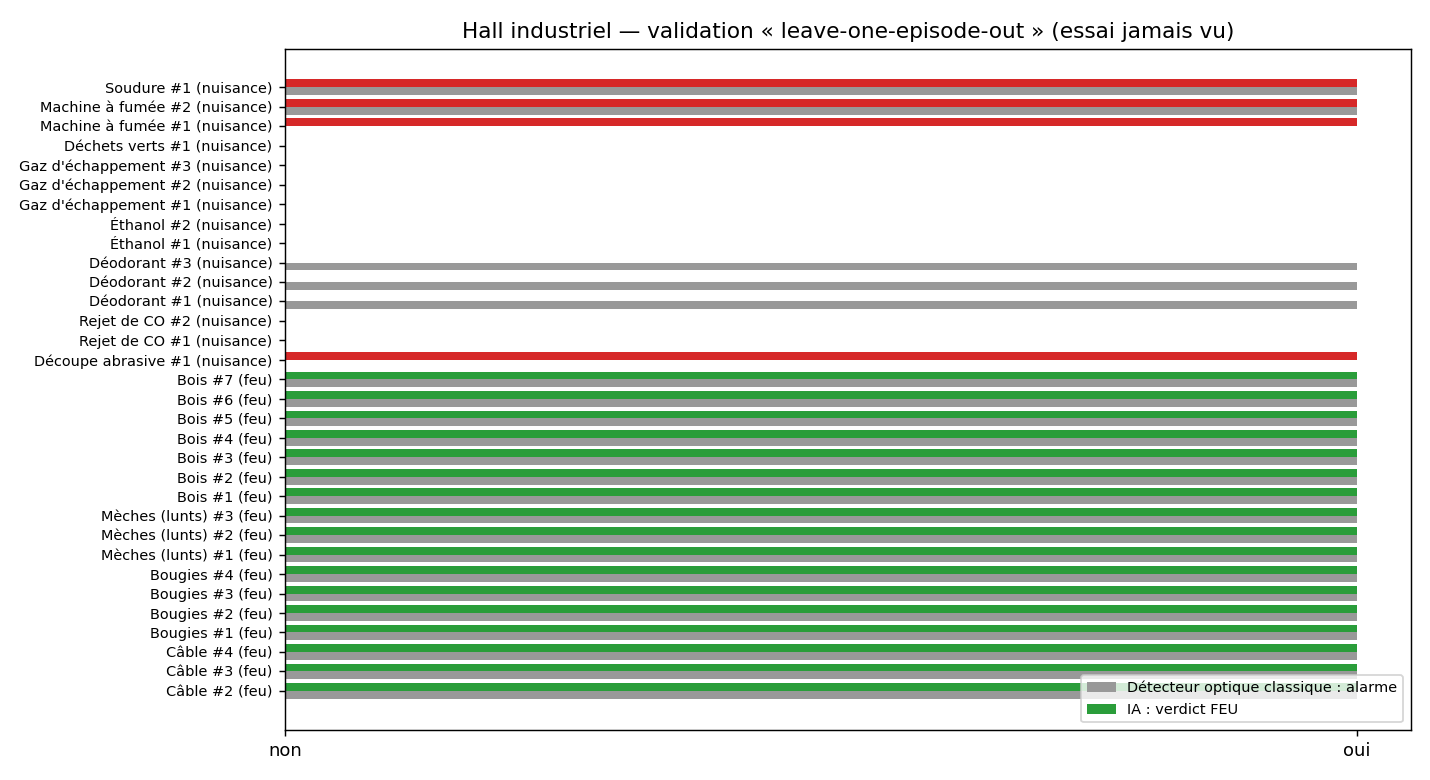 Hall industriel — validation « leave-one-episode-out » (essai jamais vu)
Soudure #1 (nuisance)
Machine à fumée #2 (nuisance)
Machine à fumée #1 (nuisance)
Déchets verts #1 (nuisance)
Gaz d'échappement #3 (nuisance)
Gaz d'échappement #2 (nuisance)
Gaz d'échappement #1 (nuisance)
Éthanol #2 (nuisance)
Éthanol #1 (nuisance)
Déodorant #3 (nuisance)
Déodorant #2 (nuisance)
Déodorant #1 (nuisance)
Rejet de CO #2 (nuisance)
Rejet de CO #1 (nuisance)
Découpe abrasive #1 (nuisance)
Bois #7 (feu)
Bois #6 (feu)
Bois #5 (feu)
Bois #4 (feu)
Bois #3 (feu)
Bois #2 (feu)
Bois #1 (feu)
Mèches (lunts) #3 (feu)
Mèches (lunts) #2 (feu)
Mèches (lunts) #1 (feu)
Bougies #4 (feu)
Bougies #3 (feu)
Bougies #2 (feu)
Bougies #1 (feu)
Câble #4 (feu)
Câble #3 (feu)
Câble #2 (feu)
Détecteur optique classique : alarme
IA : verdict FEU
non
oui